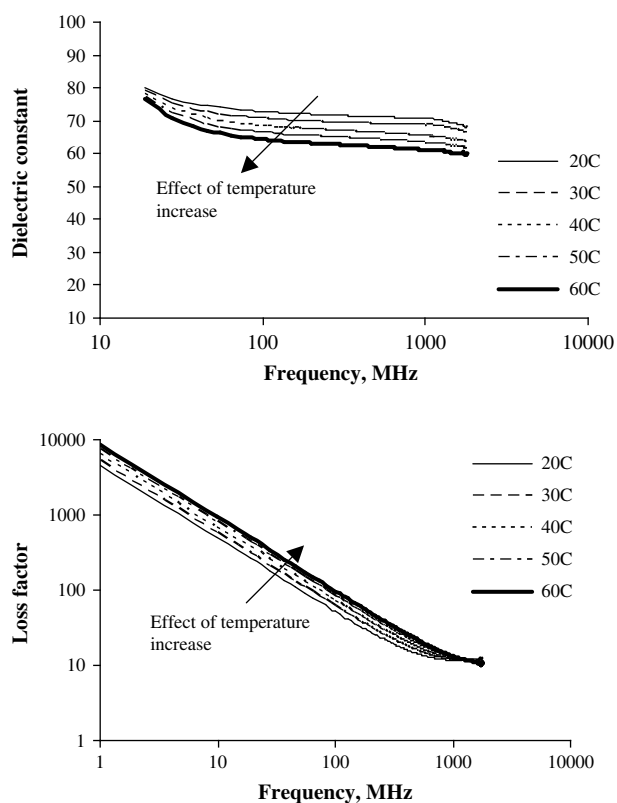 100
90
80
70
60
50
40
30
20
10
Dielectric constant
Effect of temperature
increase
20C
30C
40C
50C
60C
10
100
1000
10000
Frequency, MHz
10000
1000
100
10
1
Loss factor
Effect of temperature
increase
20C
30C
40C
50C
60C
1
10
100
1000
10000
Frequency, MHz